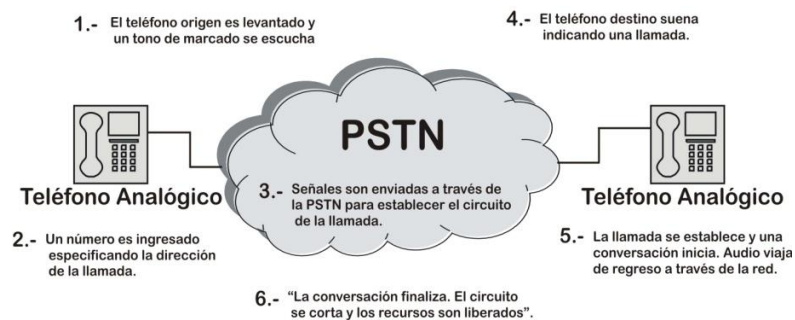 1.- El teléfono origen es levantado y
un tono de marcado se escucha
4.- El teléfono destino suena
indicando una llamada.
PSTN
Teléfono Analógico
3.- Señales son enviadas a través de
la PSTN para establecer el circuito
de la llamada.
Teléfono Analógico
2.- Un número es ingresado
especificando la dirección
de la llamada.
5.- La llamada se establece y una
conversación inicia. Audio viaja
de regreso a través de la red.
6.- “La conversación finaliza. El circuito
se corta y los recursos son liberados”.